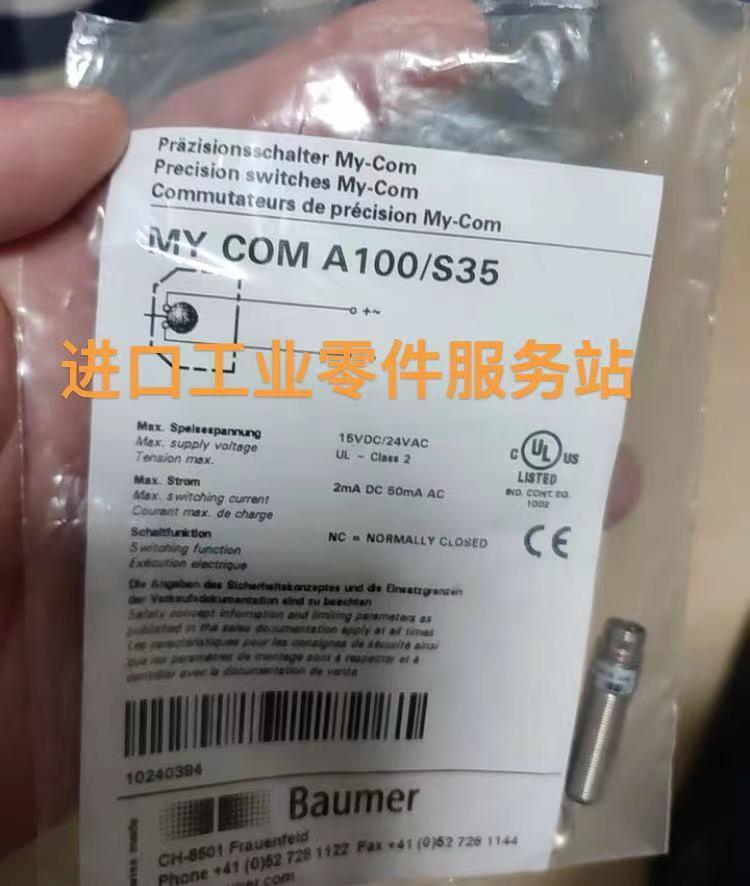 Präzisionsschalter My-Com
Precision switches My-Com
Commutateurs de précision My-Com
MY COM A100/S35
+~
进口工业零件服务站
Max. Speisespannung
Max. supply voltage
Tension max.
15VDC/24VAC
UL - Class 2
Max. Strom
Max. switching current
Courant max. de charge
2mA DC 50mA AC
Schaltfunktion
Switching function
Exécution électrique
NC = NORMALLY CLOSED
C UL US
LISTED
IND. CONT. EQ.
1002
CE
Die Angaben des Sicherheitskonzeptes und die Einsatzgrenzen
der Verkaufsdokumentation sind zu beachten
Safety concept information and limiting parameters as
published in the sales documentation apply at all times
Les caractéristiques pour les consignes de sécurité ainsi
que les paramètres de montage sont à respecter et à
contrôler avec la documentation de vente
10240394
Baumer
CH-8501 Frauenfeld
Phone +41 (0)52 728 1122 Fax +41 (0)52 728 1144
baumer.com
made